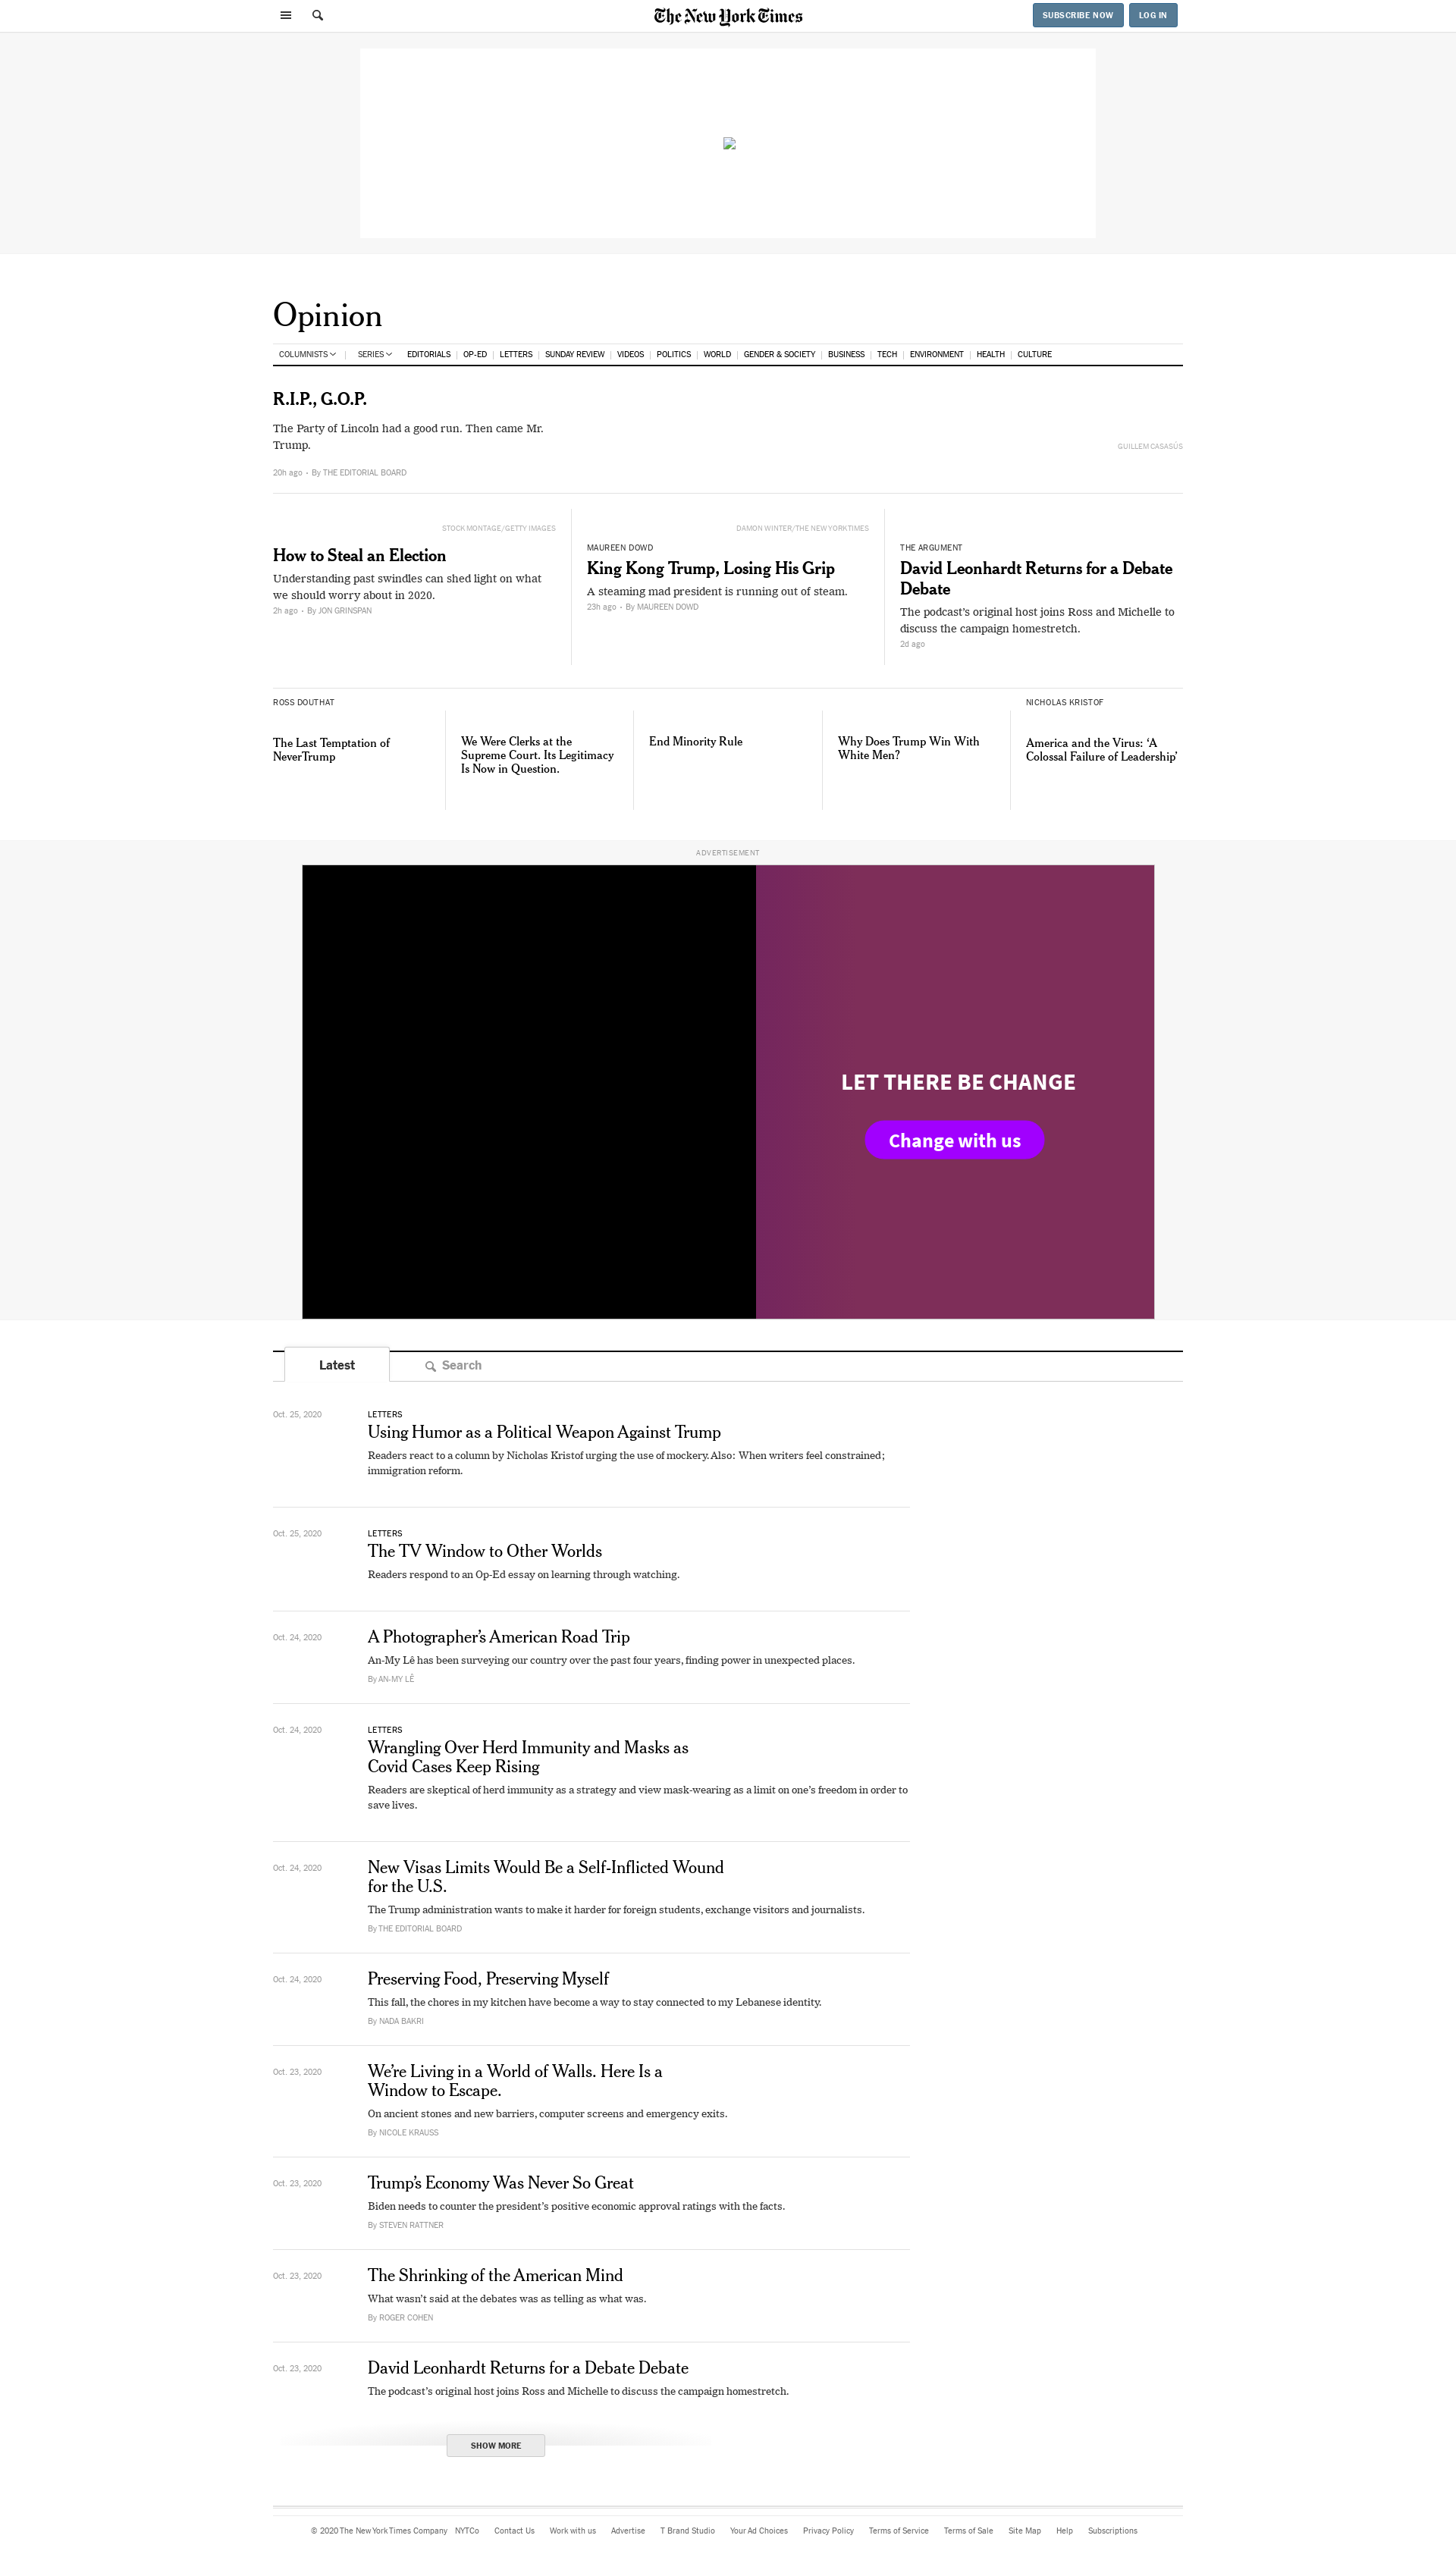 The New York Times
SUBSCRIBE NOW
LOG IN
Opinion
COLUMNISTS
SERIES
EDITORIALS
OP-ED
LETTERS
SUNDAY REVIEW
VIDEOS
POLITICS
WORLD
GENDER & SOCIETY
BUSINESS
TECH
ENVIRONMENT
HEALTH
CULTURE
R.I.P., G.O.P.
The Party of Lincoln had a good run. Then came Mr.
Trump.
GUILLEM CASASÚS
20h ago • By THE EDITORIAL BOARD
STOCK MONTAGE/GETTY IMAGES
How to Steal an Election
Understanding past swindles can shed light on what
we should worry about in 2020.
2h ago • By JON GRINSPAN
DAMON WINTER/THE NEW YORK TIMES
MAUREEN DOWD
King Kong Trump, Losing His Grip
A steaming mad president is running out of steam.
23h ago • By MAUREEN DOWD
THE ARGUMENT
David Leonhardt Returns for a Debate
Debate
The podcast’s original host joins Ross and Michelle to
discuss the campaign homestretch.
2d ago
ROSS DOUTHAT
The Last Temptation of
NeverTrump
We Were Clerks at the
Supreme Court. Its Legitimacy
Is Now in Question.
End Minority Rule
Why Does Trump Win With
White Men?
NICHOLAS KRISTOF
America and the Virus: ‘A
Colossal Failure of Leadership’
ADVERTISEMENT
LET THERE BE CHANGE
Change with us
Latest
Search
Oct. 25, 2020
LETTERS
Using Humor as a Political Weapon Against Trump
Readers react to a column by Nicholas Kristof urging the use of mockery. Also: When writers feel constrained;
immigration reform.
Oct. 25, 2020
LETTERS
The TV Window to Other Worlds
Readers respond to an Op-Ed essay on learning through watching.
Oct. 24, 2020
A Photographer’s American Road Trip
An-My Lê has been surveying our country over the past four years, finding power in unexpected places.
By AN-MY LÊ
Oct. 24, 2020
LETTERS
Wrangling Over Herd Immunity and Masks as
Covid Cases Keep Rising
Readers are skeptical of herd immunity as a strategy and view mask-wearing as a limit on one’s freedom in order to
save lives.
Oct. 24, 2020
New Visas Limits Would Be a Self-Inflicted Wound
for the U.S.
The Trump administration wants to make it harder for foreign students, exchange visitors and journalists.
By THE EDITORIAL BOARD
Oct. 24, 2020
Preserving Food, Preserving Myself
This fall, the chores in my kitchen have become a way to stay connected to my Lebanese identity.
By NADA BAKRI
Oct. 23, 2020
We’re Living in a World of Walls. Here Is a
Window to Escape.
On ancient stones and new barriers, computer screens and emergency exits.
By NICOLE KRAUSS
Oct. 23, 2020
Trump’s Economy Was Never So Great
Biden needs to counter the president’s positive economic approval ratings with the facts.
By STEVEN RATTNER
Oct. 23, 2020
The Shrinking of the American Mind
What wasn’t said at the debates was as telling as what was.
By ROGER COHEN
Oct. 23, 2020
David Leonhardt Returns for a Debate Debate
The podcast’s original host joins Ross and Michelle to discuss the campaign homestretch.
SHOW MORE
© 2020 The New York Times Company
NYTCo
Contact Us
Work with us
Advertise
T Brand Studio
Your Ad Choices
Privacy Policy
Terms of Service
Terms of Sale
Site Map
Help
Subscriptions